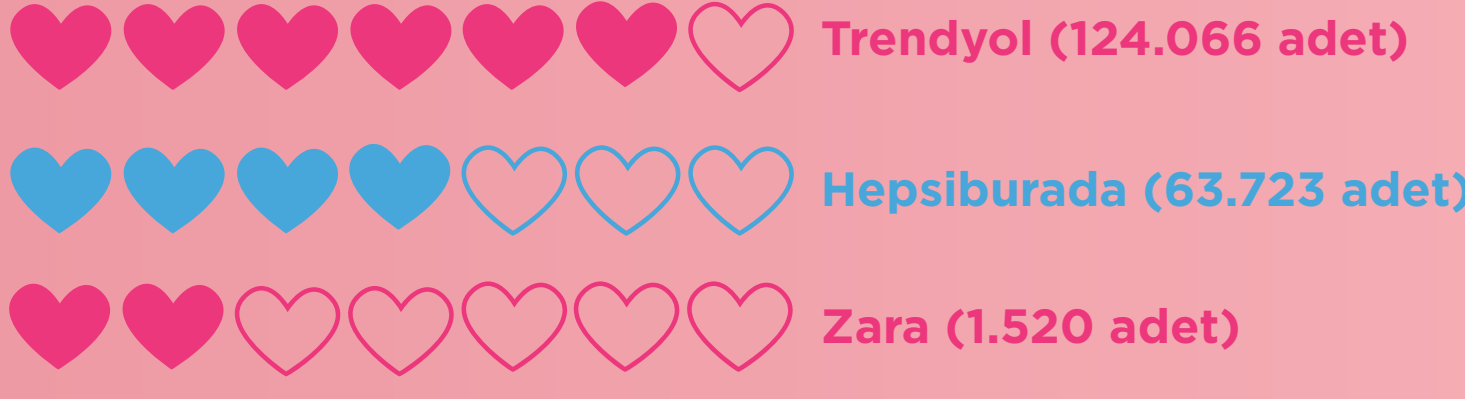 Trendyol (124.066 adet)
Hepsiburada (63.723 adet)
Zara (1.520 adet)